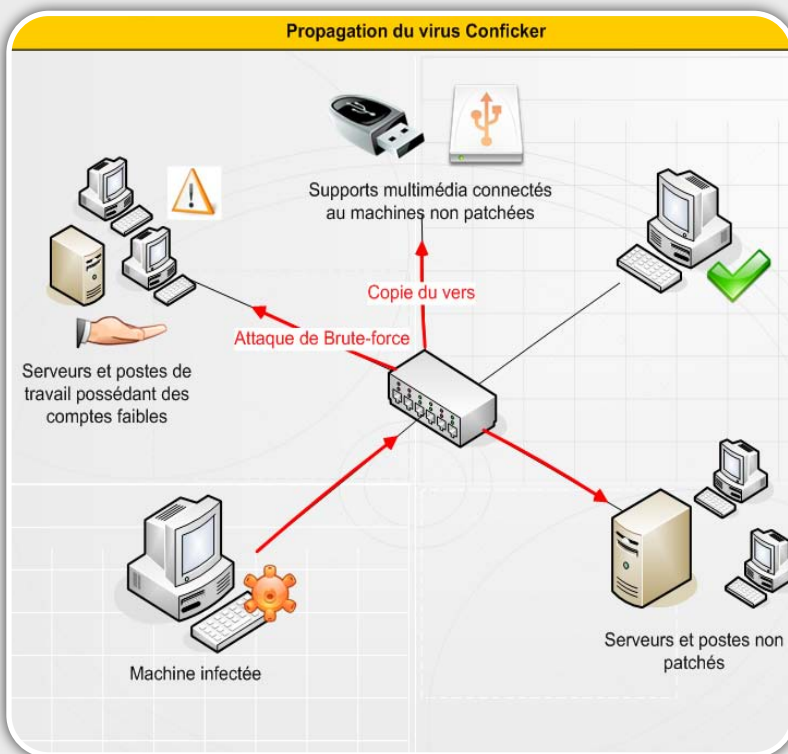 Propagation du virus Conficker
Supports multimédia connectés
au machines non patchées
Copie du vers
Attaque de Brute-force
Serveurs et postes de
travail possédant des
comptes faibles
Machine infectée
Serveurs et postes non
patchés